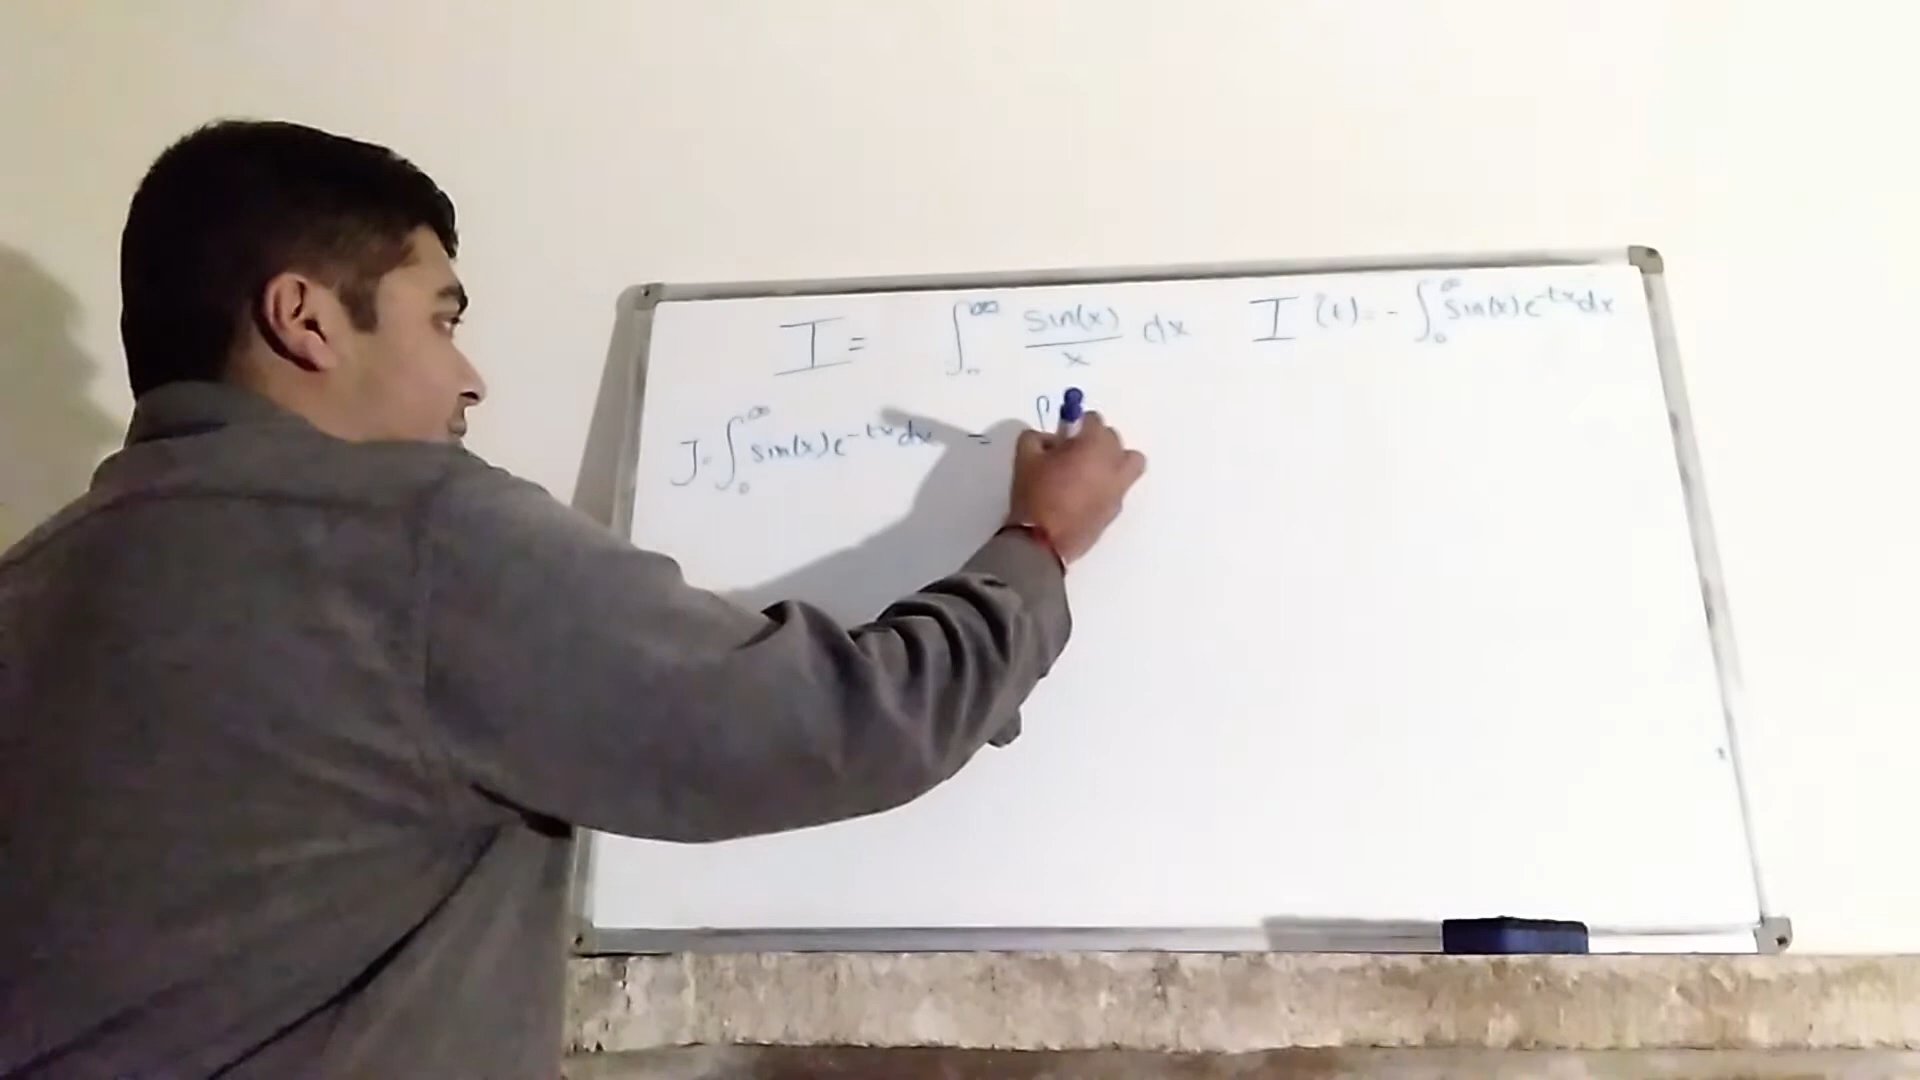 I = ∫₀^∞ sin(x)/x dx
I'(t) = - ∫₀^∞ sin(x)e^-tx dx
J = ∫₀^∞ sin(x)e^-tx dx = ∫